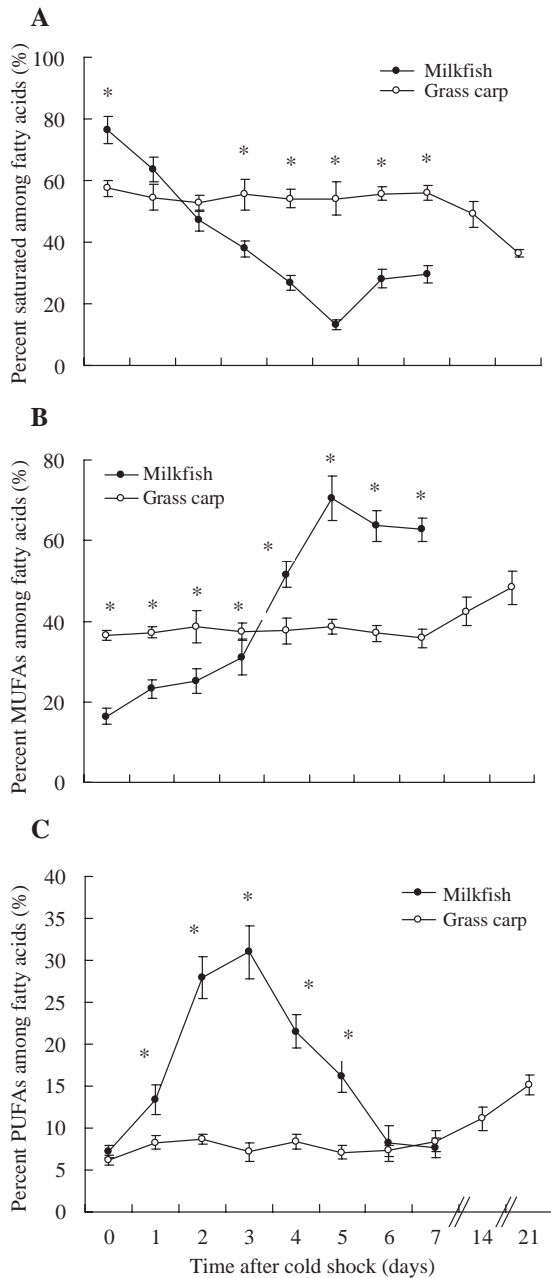 A
Percent saturated among fatty acids (%)
100
80
60
40
20
0
Milkfish
Grass carp
*
* * * * *
B
Percent MUFAs among fatty acids (%)
80
60
40
20
0
Milkfish
Grass carp
* * * * * * * *
C
Percent PUFAs among fatty acids (%)
40
35
30
25
20
15
10
5
0
Milkfish
Grass carp
* * * * *
0 1 2 3 4 5 6 7 14 21
Time after cold shock (days)